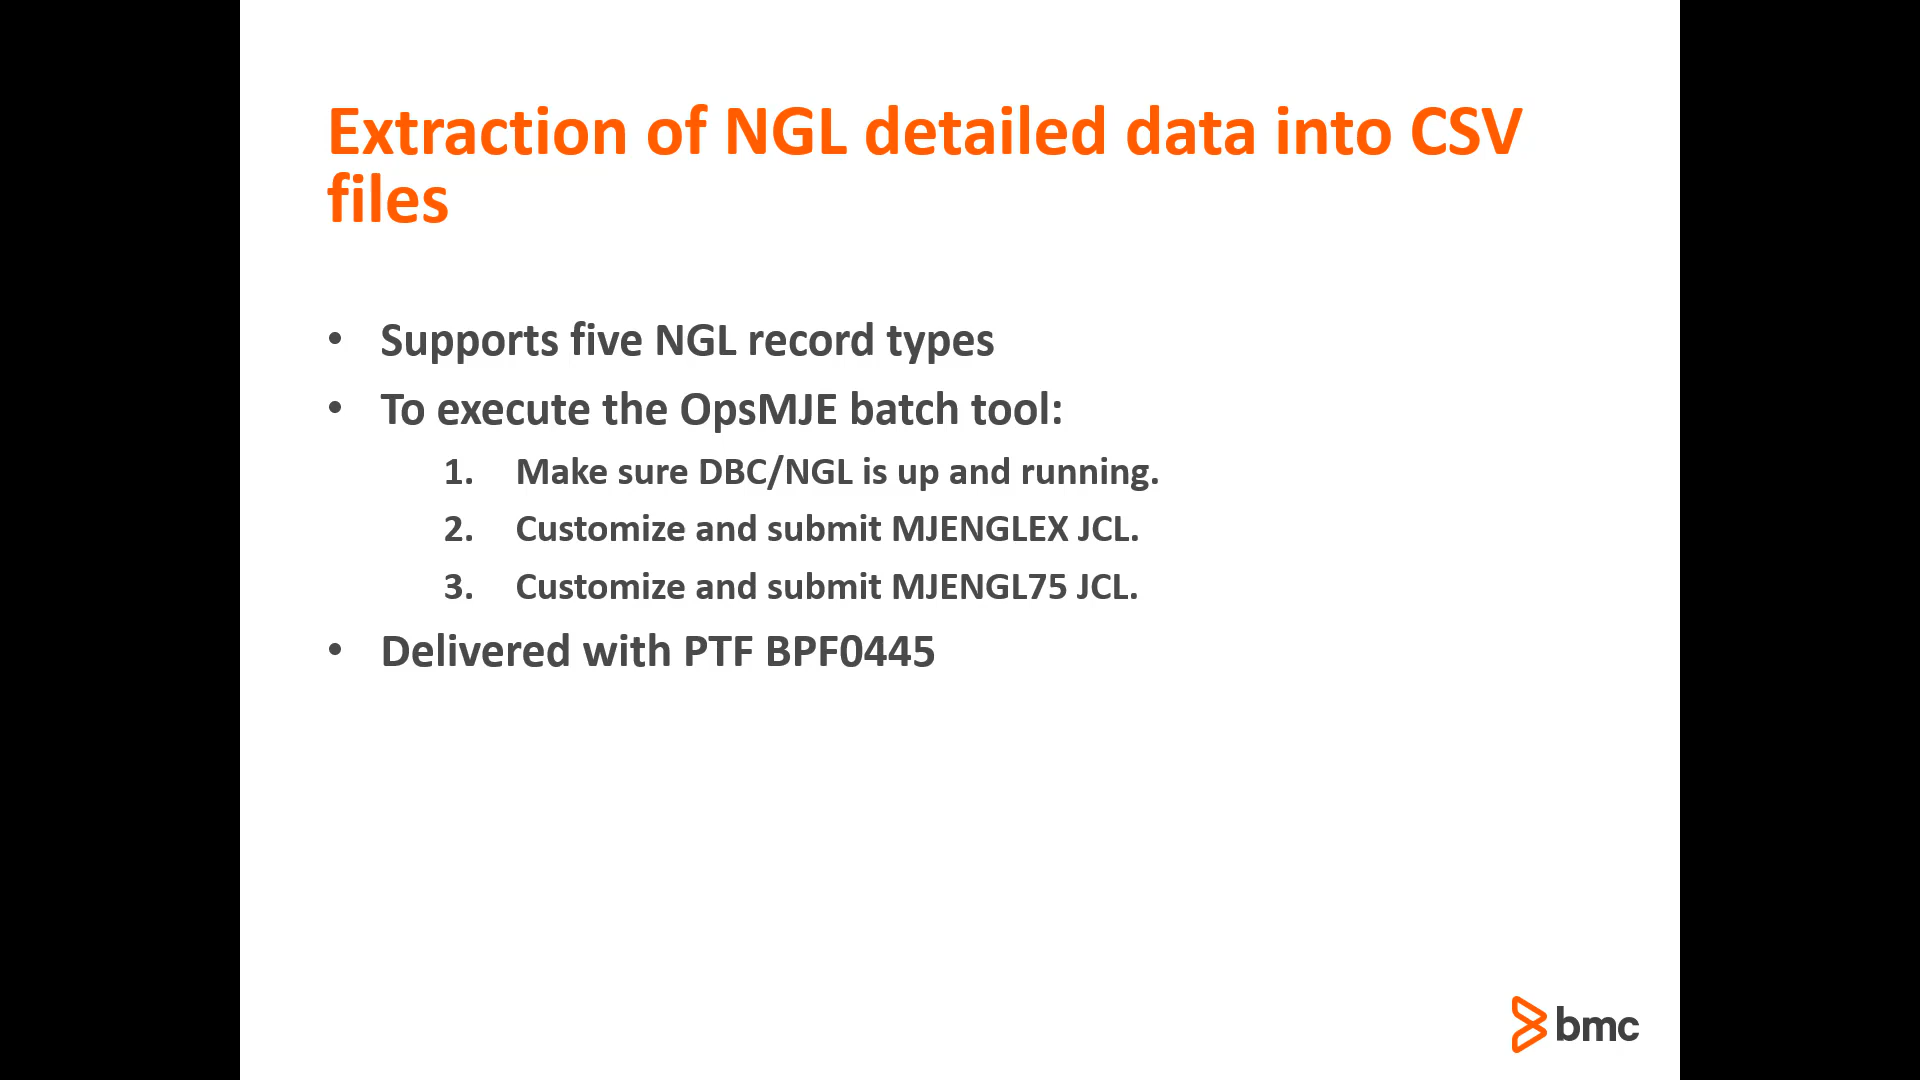 Extraction of NGL detailed data into CSV
files
• Supports five NGL record types
• To execute the OpsMJE batch tool:
1. Make sure DBC/NGL is up and running.
2. Customize and submit MJENGLEX JCL.
3. Customize and submit MJENGL75 JCL.
• Delivered with PTF BPF0445
bmc